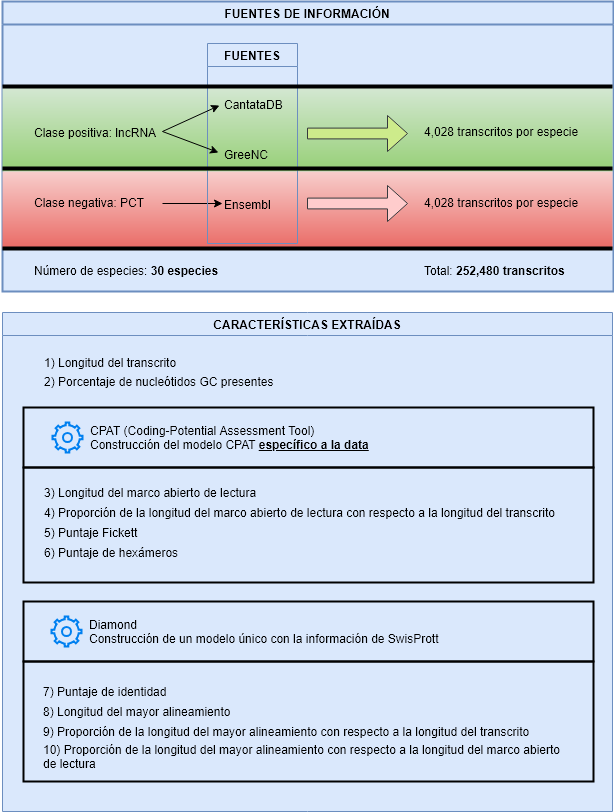 FUENTES DE INFORMACIÓN
FUENTES
Clase positiva: lncRNA
CantataDB
GreeNC
4,028 transcritos por especie
Clase negativa: PCT
Ensembl
4,028 transcritos por especie
Número de especies: 30 especies
Total: 252,480 transcritos
CARACTERÍSTICAS EXTRAÍDAS
1) Longitud del transcrito
2) Porcentaje de nucleótidos GC presentes
CPAT (Coding-Potential Assessment Tool)
Construcción del modelo CPAT específico a la data
3) Longitud del marco abierto de lectura
4) Proporción de la longitud del marco abierto de lectura con respecto a la longitud del transcrito
5) Puntaje Fickett
6) Puntaje de hexámeros
Diamond
Construcción de un modelo único con la información de SwisPrott
7) Puntaje de identidad
8) Longitud del mayor alineamiento
9) Proporción de la longitud del mayor alineamiento con respecto a la longitud del transcrito
10) Proporción de la longitud del mayor alineamiento con respecto a la longitud del marco abierto
de lectura